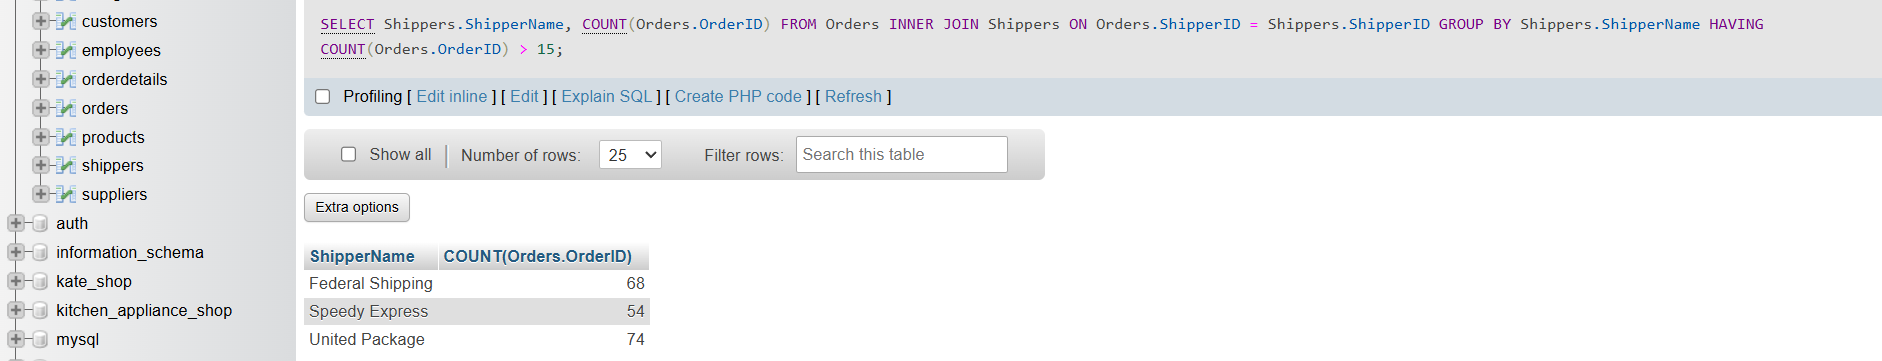 customers
employees
orderdetails
orders
products
shippers
suppliers
auth
information_schema
kate_shop
kitchen_appliance_shop
mysql
SELECT Shippers.ShipperName, COUNT(Orders.OrderID) FROM Orders INNER JOIN Shippers ON Orders.ShipperID = Shippers.ShipperID GROUP BY Shippers.ShipperName HAVING
COUNT(Orders.OrderID) > 15;
Profiling [ Edit inline ] [ Edit ] [ Explain SQL ] [ Create PHP code ] [ Refresh ]
Show all Number of rows: 25 Filter rows: Search this table
Extra options
ShipperName COUNT(Orders.OrderID)
Federal Shipping 68
Speedy Express 54
United Package 74